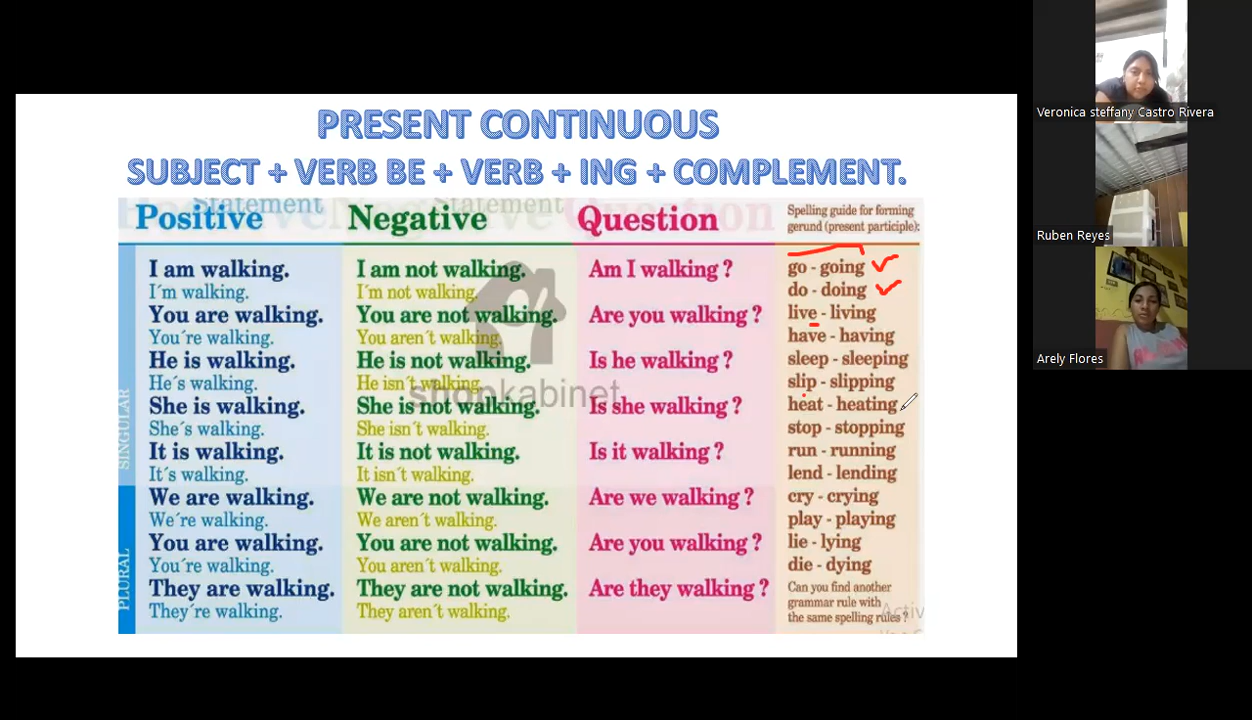 PRESENT CONTINUOUS
SUBJECT + VERB BE + VERB + ING + COMPLEMENT.
Statement
Statement
Positive
Negative
Question
Spelling guide for forming
gerund (present participle):
SINGULAR
I am walking.
I'm walking.
You are walking.
You´re walking.
He is walking.
He´s walking.
She is walking.
She´s walking.
It is walking.
It´s walking.
PLURAL
We are walking.
We´re walking.
You are walking.
You´re walking.
They are walking.
They´re walking.
I am not walking.
I´m not walking.
You are not walking.
You aren´t walking.
He is not walking.
He isn´t walking.
She is not walking.
She isn´t walking.
It is not walking.
It isn´t walking.
We are not walking.
We aren´t walking.
You are not walking.
You aren´t walking.
They are not walking.
They aren´t walking.
Am I walking ?
Are you walking ?
Is he walking ?
Is she walking ?
Is it walking ?
Are we walking ?
Are you walking ?
Are they walking ?
go - going
do - doing
live - living
have - having
sleep - sleeping
slip - slipping
heat - heating
stop - stopping
run - running
lend - lending
cry - crying
play - playing
lie - lying
die - dying
Can you find another
grammar rule with
the same spelling rules ?
shopkabinet
Veronica steffany Castro Rivera
Ruben Reyes
Arely Flores